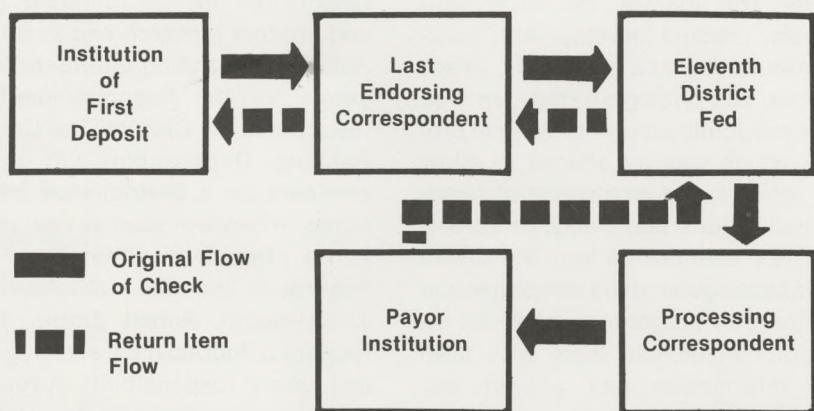 Institution
of
First
Deposit
Last
Endorsing
Correspondent
Eleventh
District
Fed
Original Flow
of Check
Return Item
Flow
Payor
Institution
Processing
Correspondent